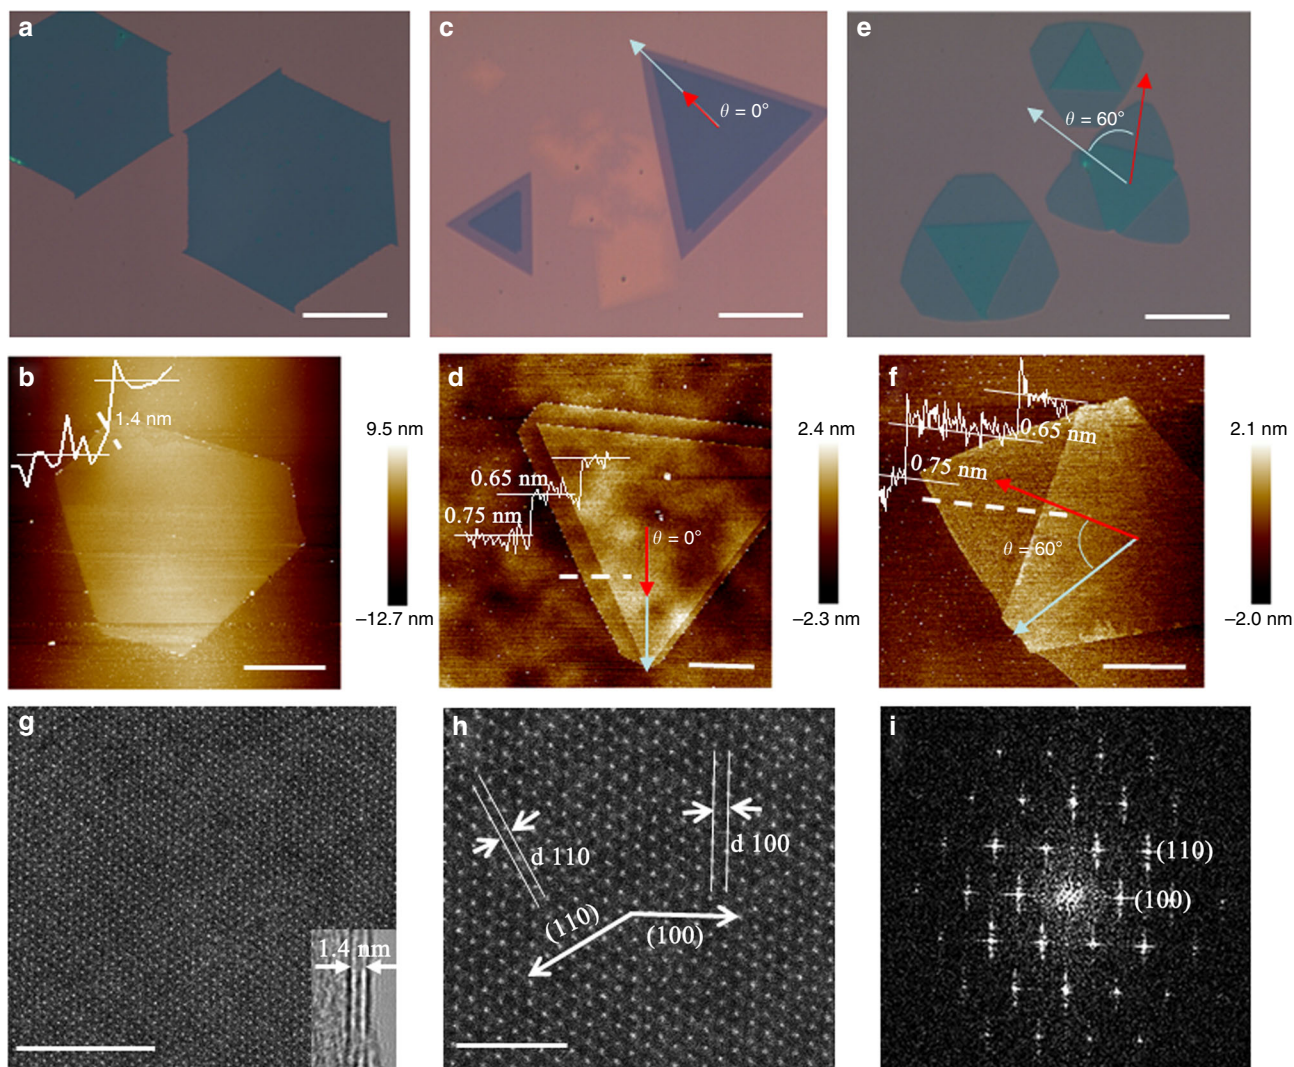 a
c
θ = 0°
e
θ = 60°
b
1.4 nm
9.5 nm
–12.7 nm
d
0.65 nm
0.75 nm
θ = 0°
2.4 nm
–2.3 nm
f
0.65 nm
0.75 nm
θ = 60°
2.1 nm
–2.0 nm
g
1.4 nm
h
d 110
d 100
(110)
(100)
i
(110)
(100)